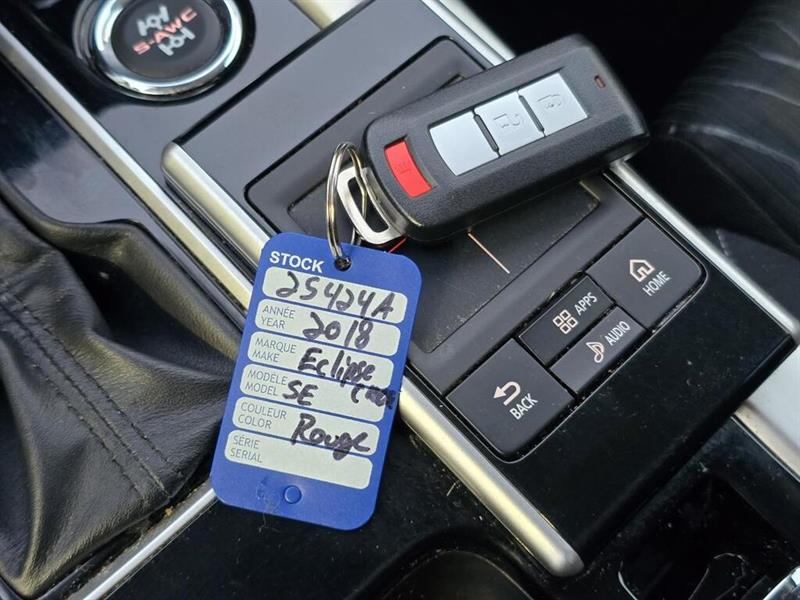 S-AWC
STOCK
25424A
ANNÉE
YEAR
2018
MARQUE
MAKE
Eclipse
MODÈLE
MODEL
SE
COULEUR
COLOR
Rouge
SÉRIE
SERIAL
HOME
APPS
AUDIO
BACK